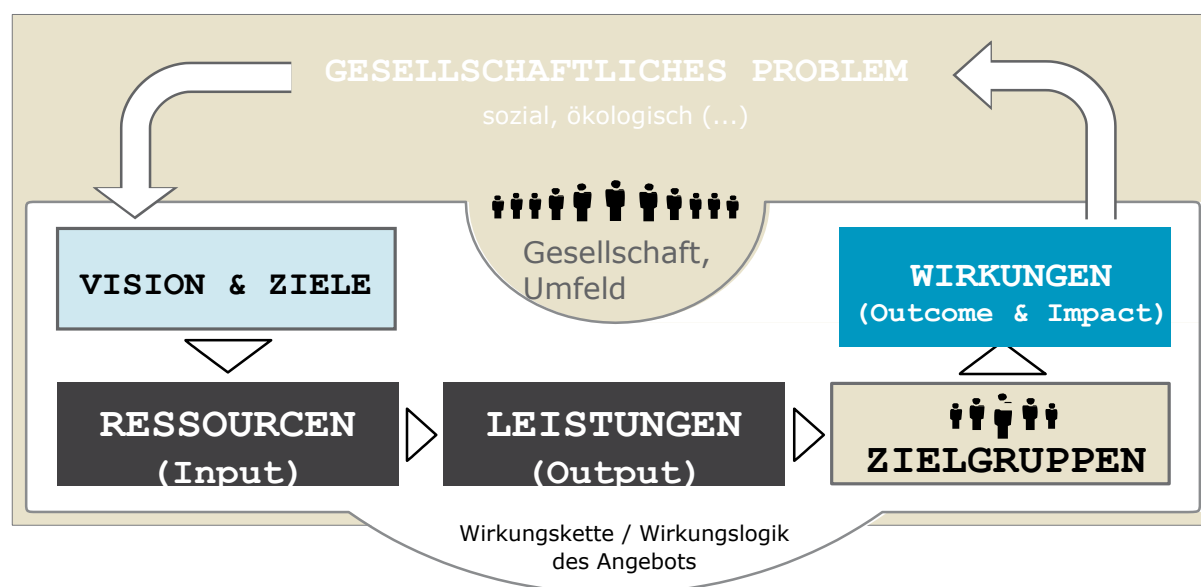 GESELLSCHAFTLICHES PROBLEM
sozial, ökologisch (...)
Gesellschaft,
Umfeld
VISION & ZIELE
WIRKUNGEN
(Outcome & Impact)
RESSOURCEN
(Input)
LEISTUNGEN
(Output)
ZIELGRUPPEN
Wirkungskette / Wirkungslogik
des Angebots